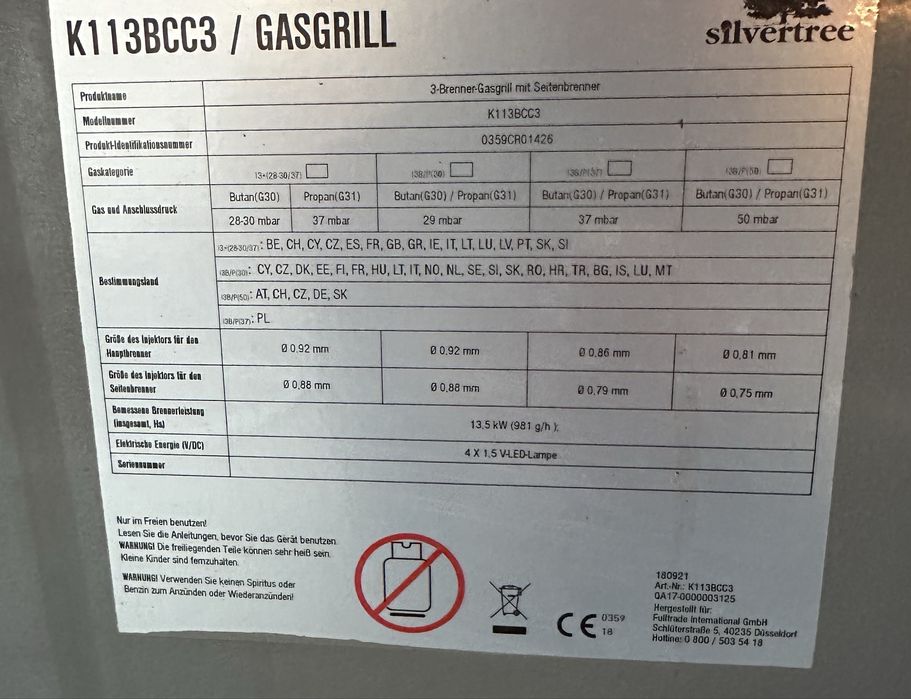 K113BCC3 / GASGRILL
silvertree
Produktname 3-Brenner-Gasgrill mit Seitenbrenner
Modellnummer K113BCC3
Produkt-Identifikationsnummer 0359CR01426
Gaskategorie I3+(28-30/37) I3B/P(30) I3B/P(37) I3B/P(50)
Gas und Anschlussdruck Butan(G30) Propan(G31) Butan(G30) / Propan(G31) Butan(G30) / Propan(G31) Butan(G30) / Propan(G31)
28-30 mbar 37 mbar 29 mbar 37 mbar 50 mbar
Bestimmungsland
I3+(28-30/37): BE, CH, CY, CZ, ES, FR, GB, GR, IE, IT, LT, LU, LV, PT, SK, SI
I3B/P(30): CY, CZ, DK, EE, FI, FR, HU, LT, IT, NO, NL, SE, SI, SK, RO, HR, TR, BG, IS, LU, MT
I3B/P(50): AT, CH, CZ, DE, SK
I3B/P(37): PL
Größe des Injektors für den
Hauptbrenner Ø 0,92 mm Ø 0,92 mm Ø 0,86 mm Ø 0,81 mm
Größe des Injektors für den
Seitenbrenner Ø 0,88 mm Ø 0,88 mm Ø 0,79 mm Ø 0,75 mm
Bemessene Brennerleistung
(insgesamt, Hs) 13,5 kW (981 g/h );
Elektrische Energie (V/DC) 4 X 1,5 V-LED-Lampe
Seriennummer
Nur im Freien benutzen!
Lesen Sie die Anleitungen, bevor Sie das Gerät benutzen.
WARNUNG! Die freiliegenden Teile können sehr heiß sein.
Kleine Kinder sind fernzuhalten.
WARNUNG! Verwenden Sie keinen Spiritus oder
Benzin zum Anzünden oder Wiederanzünden!
CE 0359
18
180921
Art.-Nr.: K113BCC3
QA17-0000003125
Hergestellt für:
Fulltrade International GmbH
Schlüterstraße 5, 40235 Düsseldorf
Hotline: 0 800 / 503 54 18